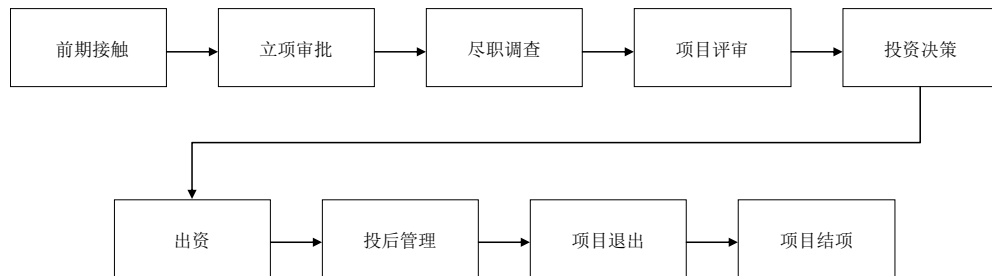 前期接触
立项审批
尽职调查
项目评审
投资决策
出资
投后管理
项目退出
项目结项